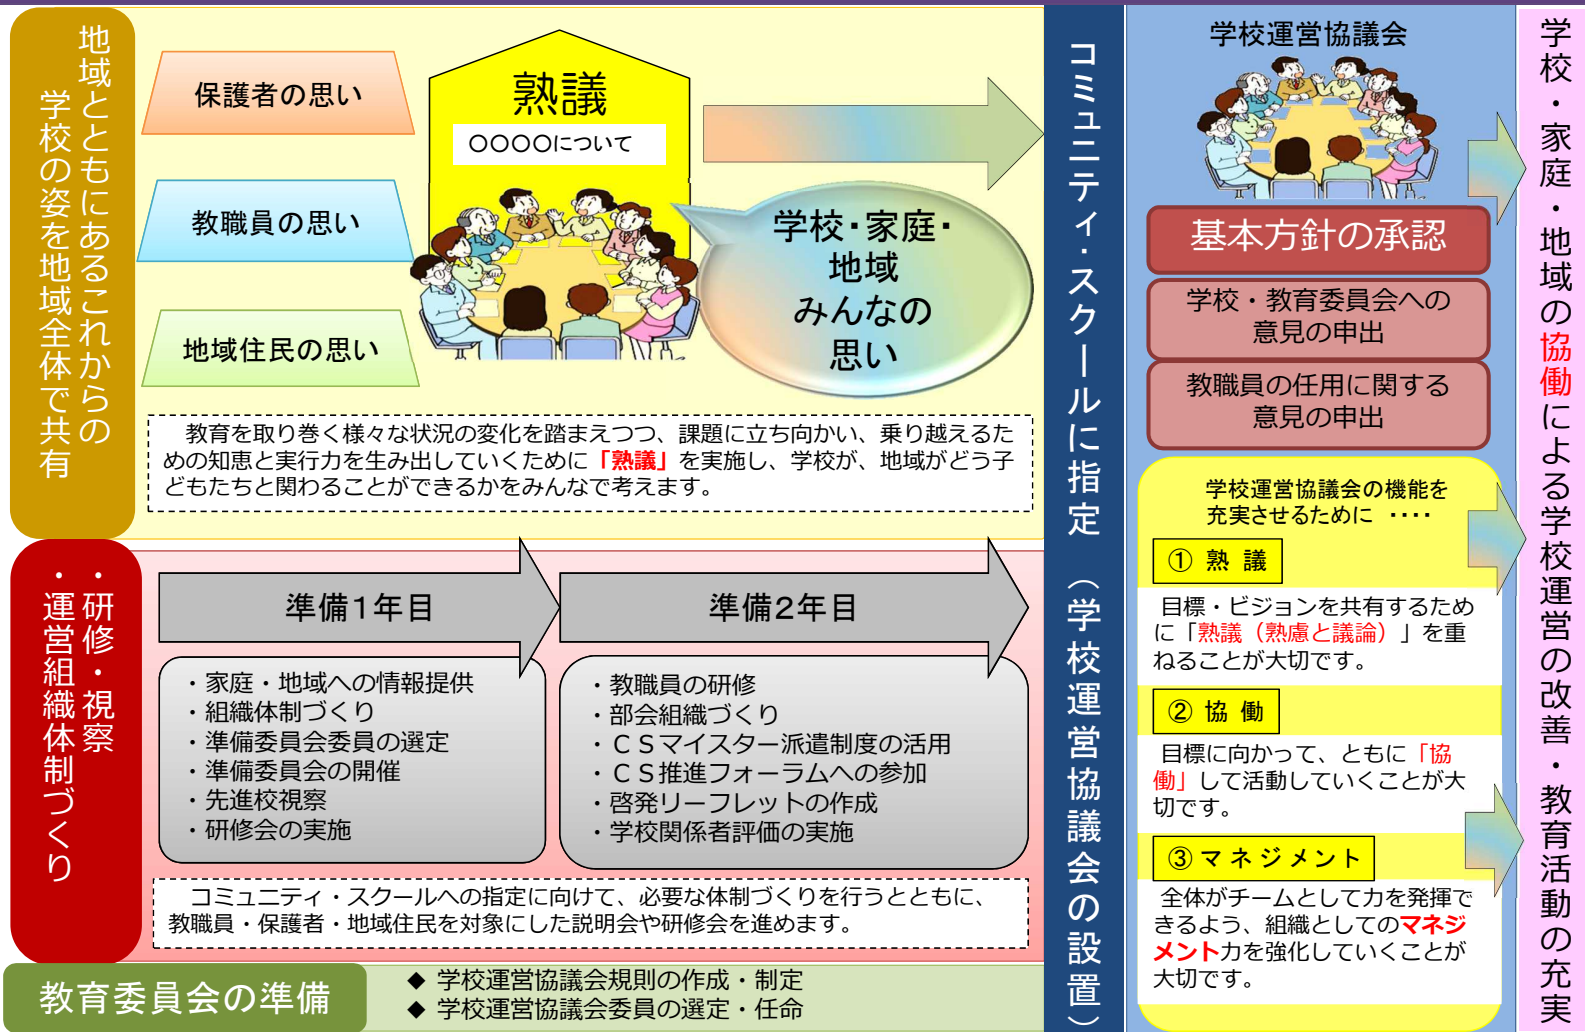 地域とともにあるこれからの
学校の姿を地域全体で共有
保護者の思い
教職員の思い
地域住民の思い
熟議
〇〇〇〇について
学校・家庭・
地域
みんなの
思い
教育を取り巻く様々な状況の変化を踏まえつつ、課題に立ち向かい、乗り越えるた
めの知恵と実行力を生み出していくために「熟議」を実施し、学校が、地域がどう子
どもたちと関わることができるかをみんなで考えます。
・研修・視察
・運営組織体制づくり
準備1年目
・家庭・地域への情報提供
・組織体制づくり
・準備委員会委員の選定
・準備委員会の開催
・先進校視察
・研修会の実施
準備2年目
・教職員の研修
・部会組織づくり
・ＣＳマイスター派遣制度の活用
・ＣＳ推進フォーラムへの参加
・啓発リーフレットの作成
・学校関係者評価の実施
コミュニティ・スクールへの指定に向けて、必要な体制づくりを行うとともに、
教職員・保護者・地域住民を対象にした説明会や研修会を進めます。
教育委員会の準備
◆ 学校運営協議会規則の作成・制定
◆ 学校運営協議会委員の選定・任命
コミュニティ・スクールに指定 （学校運営協議会の設置）
学校運営協議会
基本方針の承認
学校・教育委員会への
意見の申出
教職員の任用に関する
意見の申出
学校運営協議会の機能を
充実させるために ・・・・
① 熟 議
目標・ビジョンを共有するため
に「熟議（熟慮と議論）」を重
ねることが大切です。
② 協 働
目標に向かって、ともに「協
働」して活動していくことが大
切です。
③ マ ネ ジ メ ン ト
全体がチームとして力を発揮で
きるよう、組織としてのマネジ
メント力を強化していくことが
大切です。
学校・家庭・地域の協働による学校運営の改善・教育活動の充実